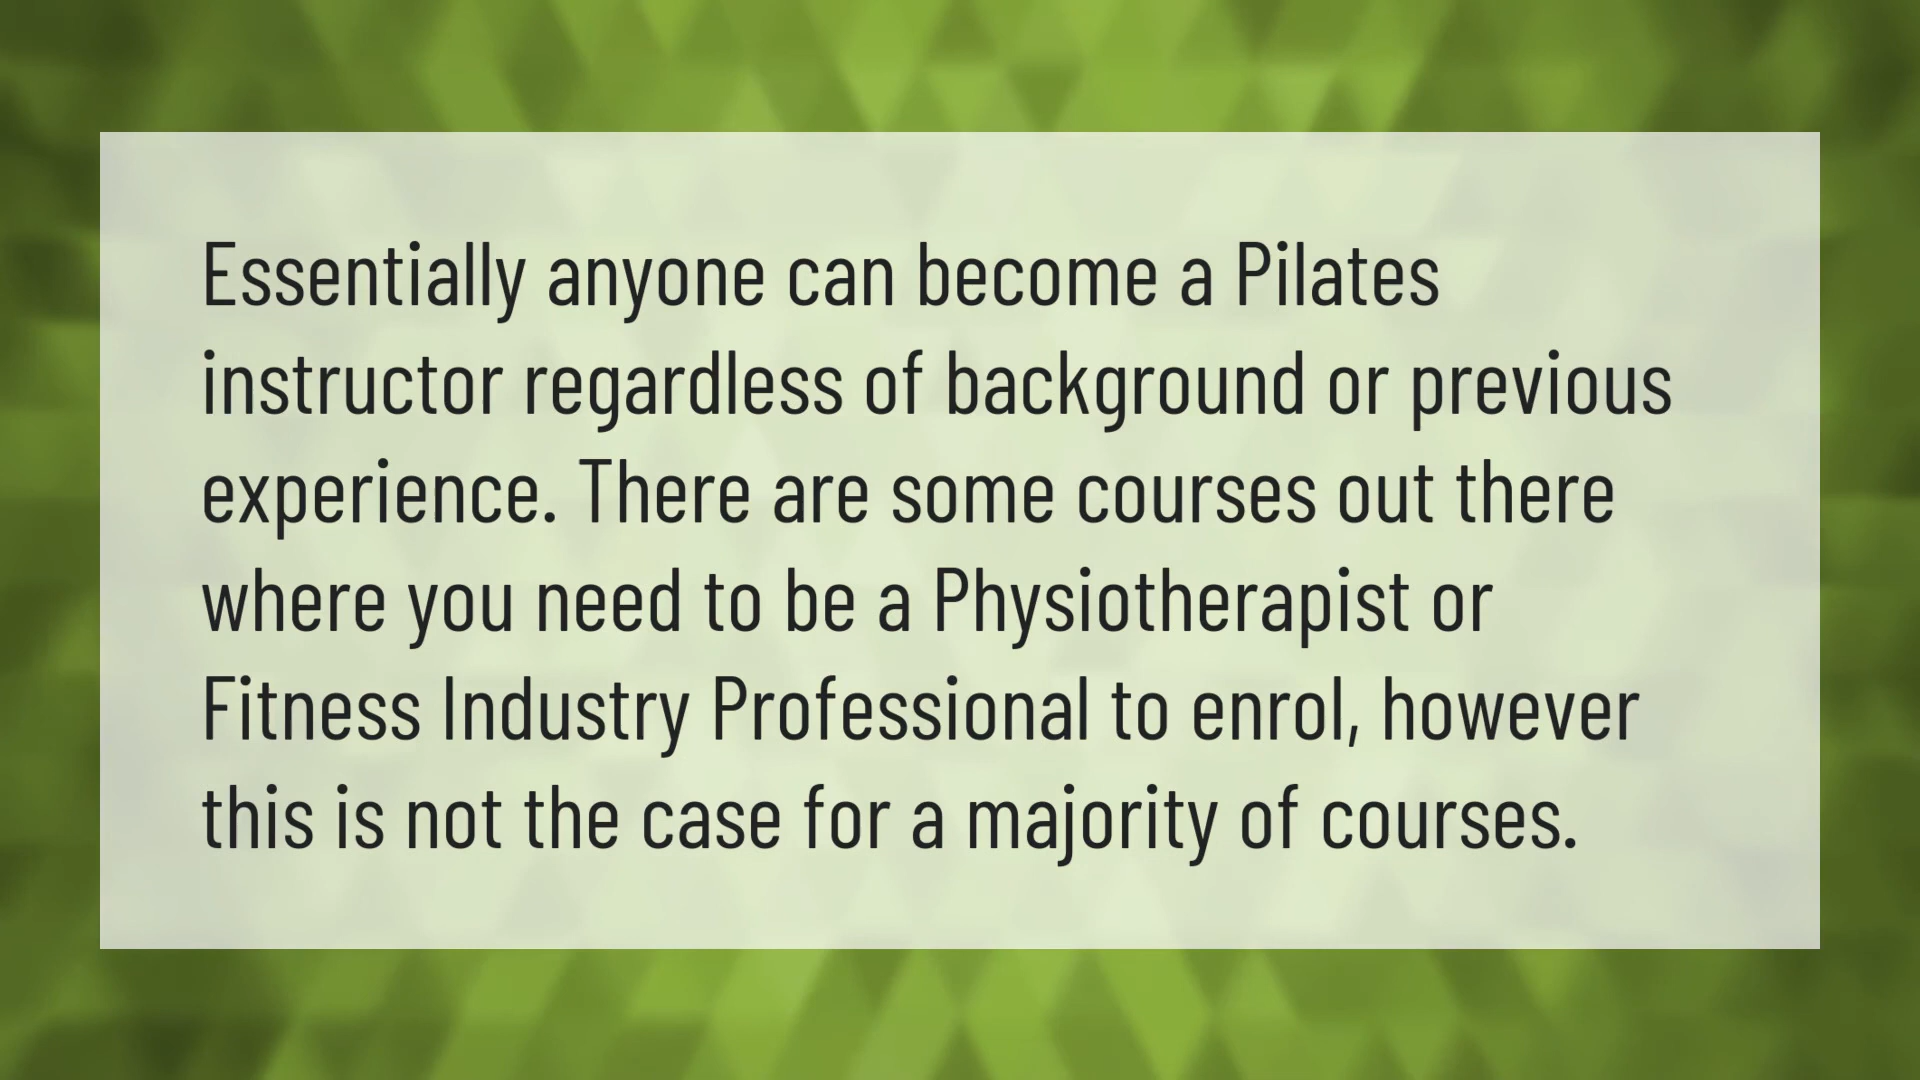 Essentially anyone can become a Pilates
instructor regardless of background or previous
experience. There are some courses out there
where you need to be a Physiotherapist or
Fitness Industry Professional to enrol, however
this is not the case for a majority of courses.